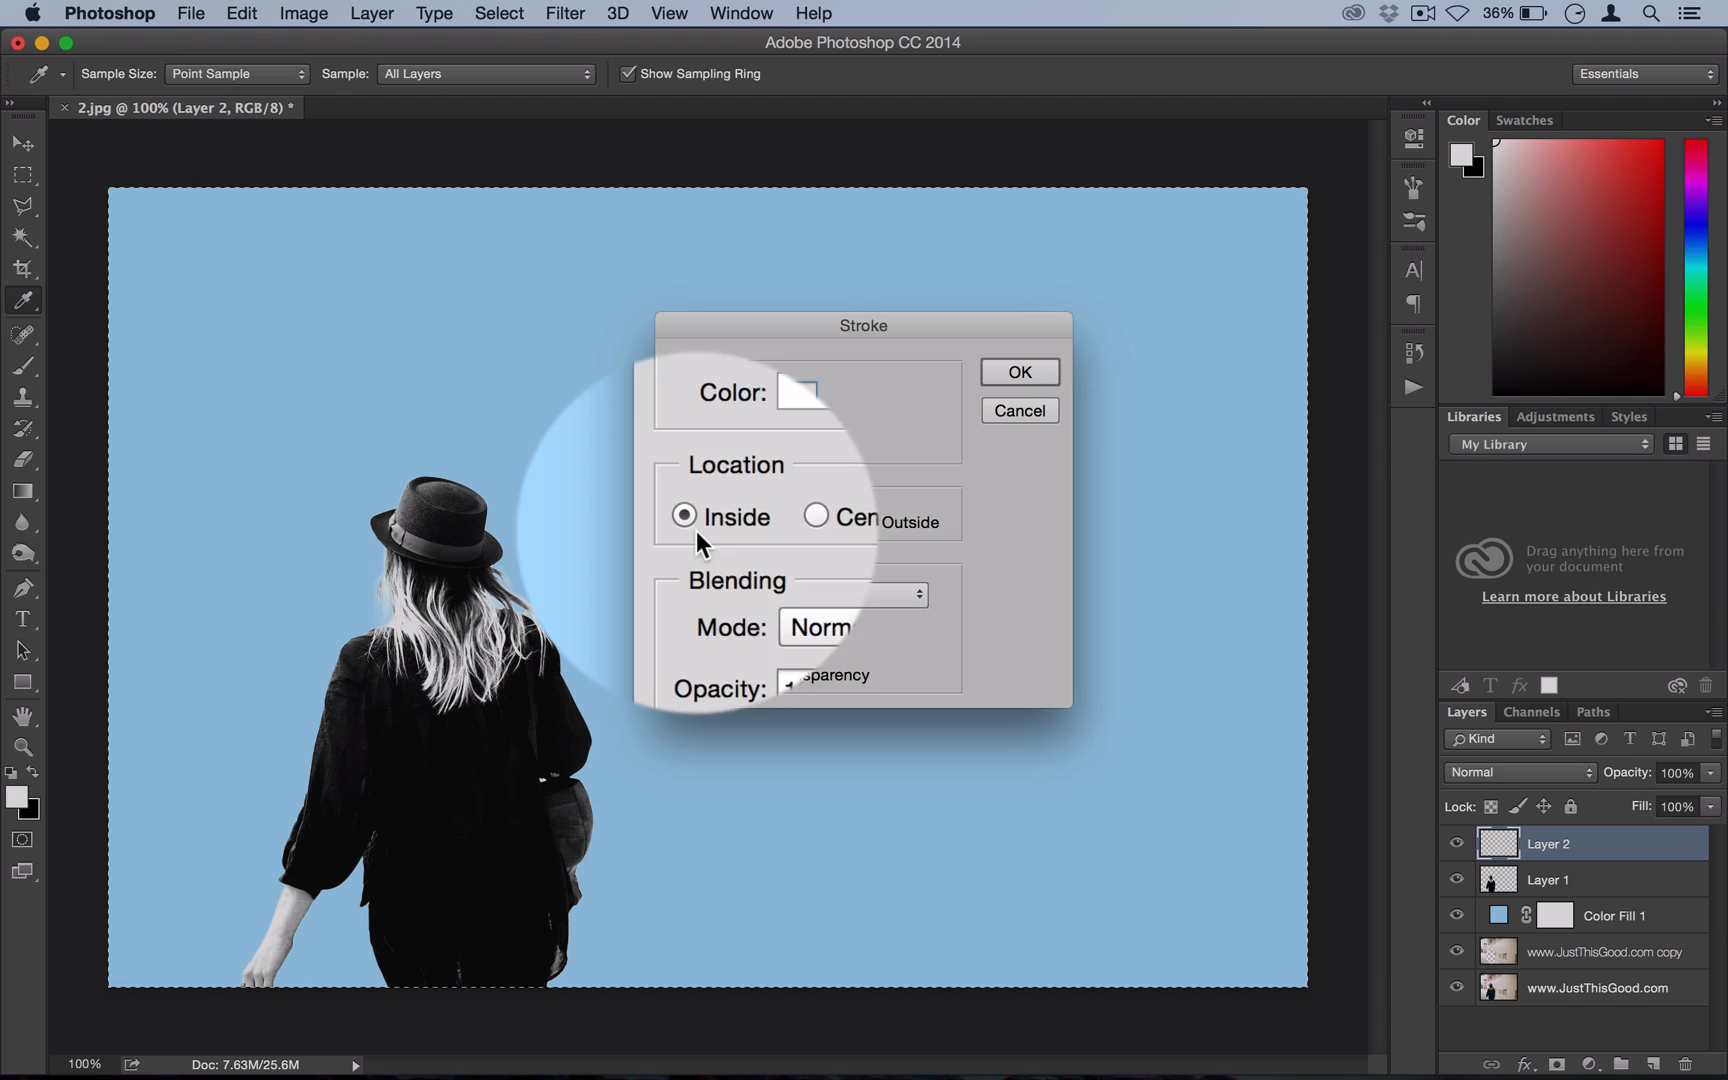 Photoshop File Edit Image Layer Type Select Filter 3D View Window Help 36%
Adobe Photoshop CC 2014
Sample Size: Point Sample Sample: All Layers Show Sampling Ring Essentials
× 2.jpg @ 100% (Layer 2, RGB/8) *
Color Swatches
Stroke
OK
Color:
Cancel
Location
Inside Cen Outside
Blending
Mode: Norm
sparency
Opacity:
Libraries Adjustments Styles
My Library
Drag anything here from
your document
Learn more about Libraries
Layers Channels Paths
Kind
Normal Opacity: 100%
Lock: Fill: 100%
Layer 2
Layer 1
Color Fill 1
www.JustThisGood.com copy
www.JustThisGood.com
100% Doc: 7.63M/25.6M